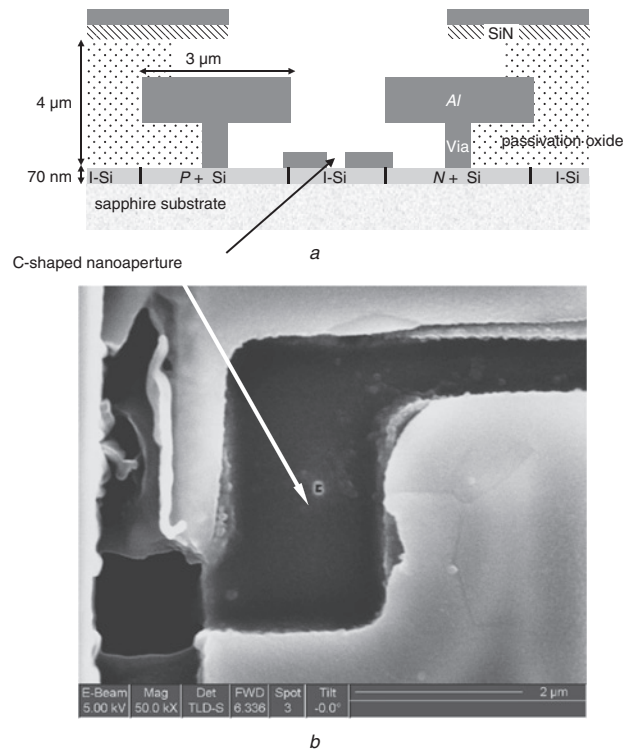 SiN
3 µm
4 µm
Al
Via
passivation oxide
70 nm
I-Si
P + Si
I-Si
N + Si
I-Si
sapphire substrate
a
C-shaped nanoaperture
E-Beam Mag Det FWD Spot Tilt
5.00 kV 50.0 kX TLD-S 6.336 3 -0.0° 2 µm
b